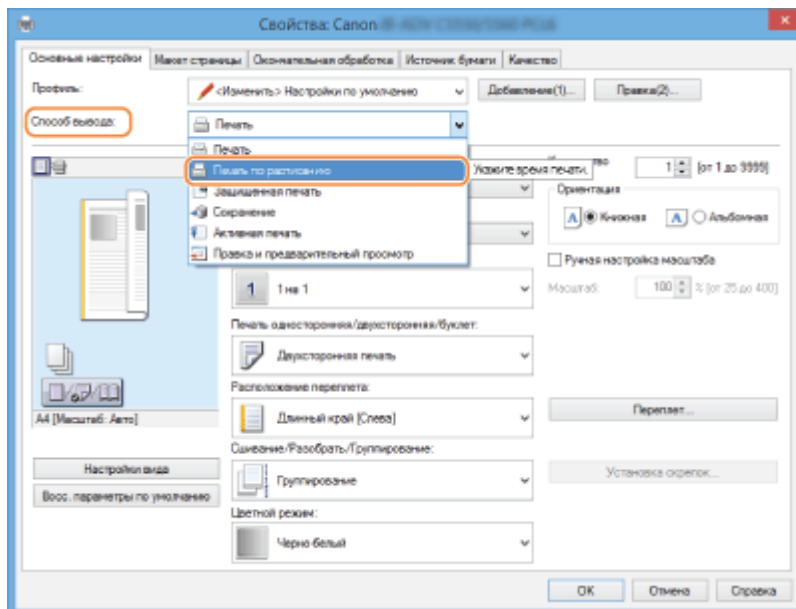 Свойства: Canon
Основные настройки Макет страницы Окончательная обработка Источник бумаги Качество
Профиль: <Изменить> Настройки по умолчанию Добавление(1)... Правка(2)...
Способ вывода: Печать
Печать
Печать по расписанию Укажите время печати. 1 [от 1 до 9999]
Защищенная печать Ориентация
Сохранение A Книжная A Альбомная
Активная печать
Правка и предварительный просмотр Ручная настройка масштаба
1 1 на 1 Масштаб: 100 % [от 25 до 400]
Печать односторонняя/двухсторонняя/буклет:
Двухсторонняя печать
Расположение переплета:
A4 [Масштаб: Авто] Длинный край [Слева] Переплет...
Сшивание/Разобрать/Группирование:
Настройки вида Группирование Установка скрепок...
Восс. параметры по умолчанию
Цветной режим:
Черно-белый
OK Отмена Справка